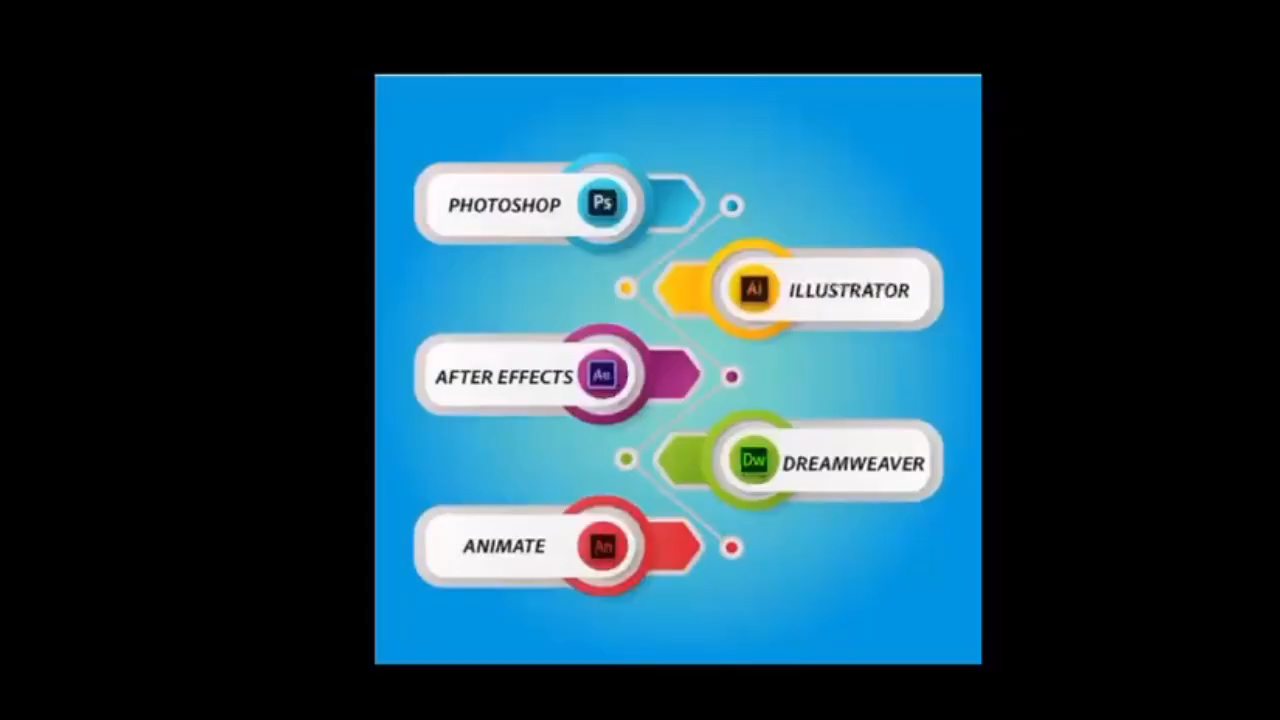 PHOTOSHOP Ps
Ai ILLUSTRATOR
AFTER EFFECTS Ae
Dw DREAMWEAVER
ANIMATE An